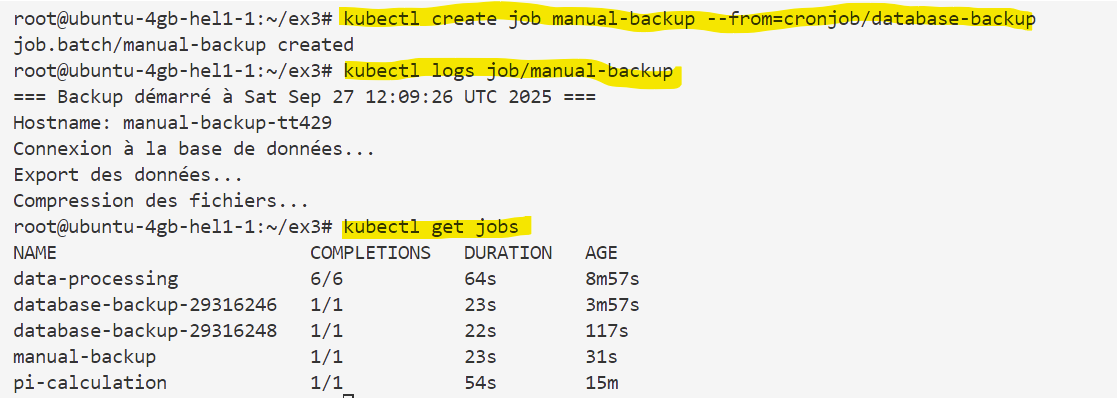 root@ubuntu-4gb-hel1-1:~/ex3# kubectl create job manual-backup --from=cronjob/database-backup
job.batch/manual-backup created
root@ubuntu-4gb-hel1-1:~/ex3# kubectl logs job/manual-backup
=== Backup démarré à Sat Sep 27 12:09:26 UTC 2025 ===
Hostname: manual-backup-tt429
Connexion à la base de données...
Export des données...
Compression des fichiers...
root@ubuntu-4gb-hel1-1:~/ex3# kubectl get jobs
NAME COMPLETIONS DURATION AGE
data-processing 6/6 64s 8m57s
database-backup-29316246 1/1 23s 3m57s
database-backup-29316248 1/1 22s 117s
manual-backup 1/1 23s 31s
pi-calculation 1/1 54s 15m